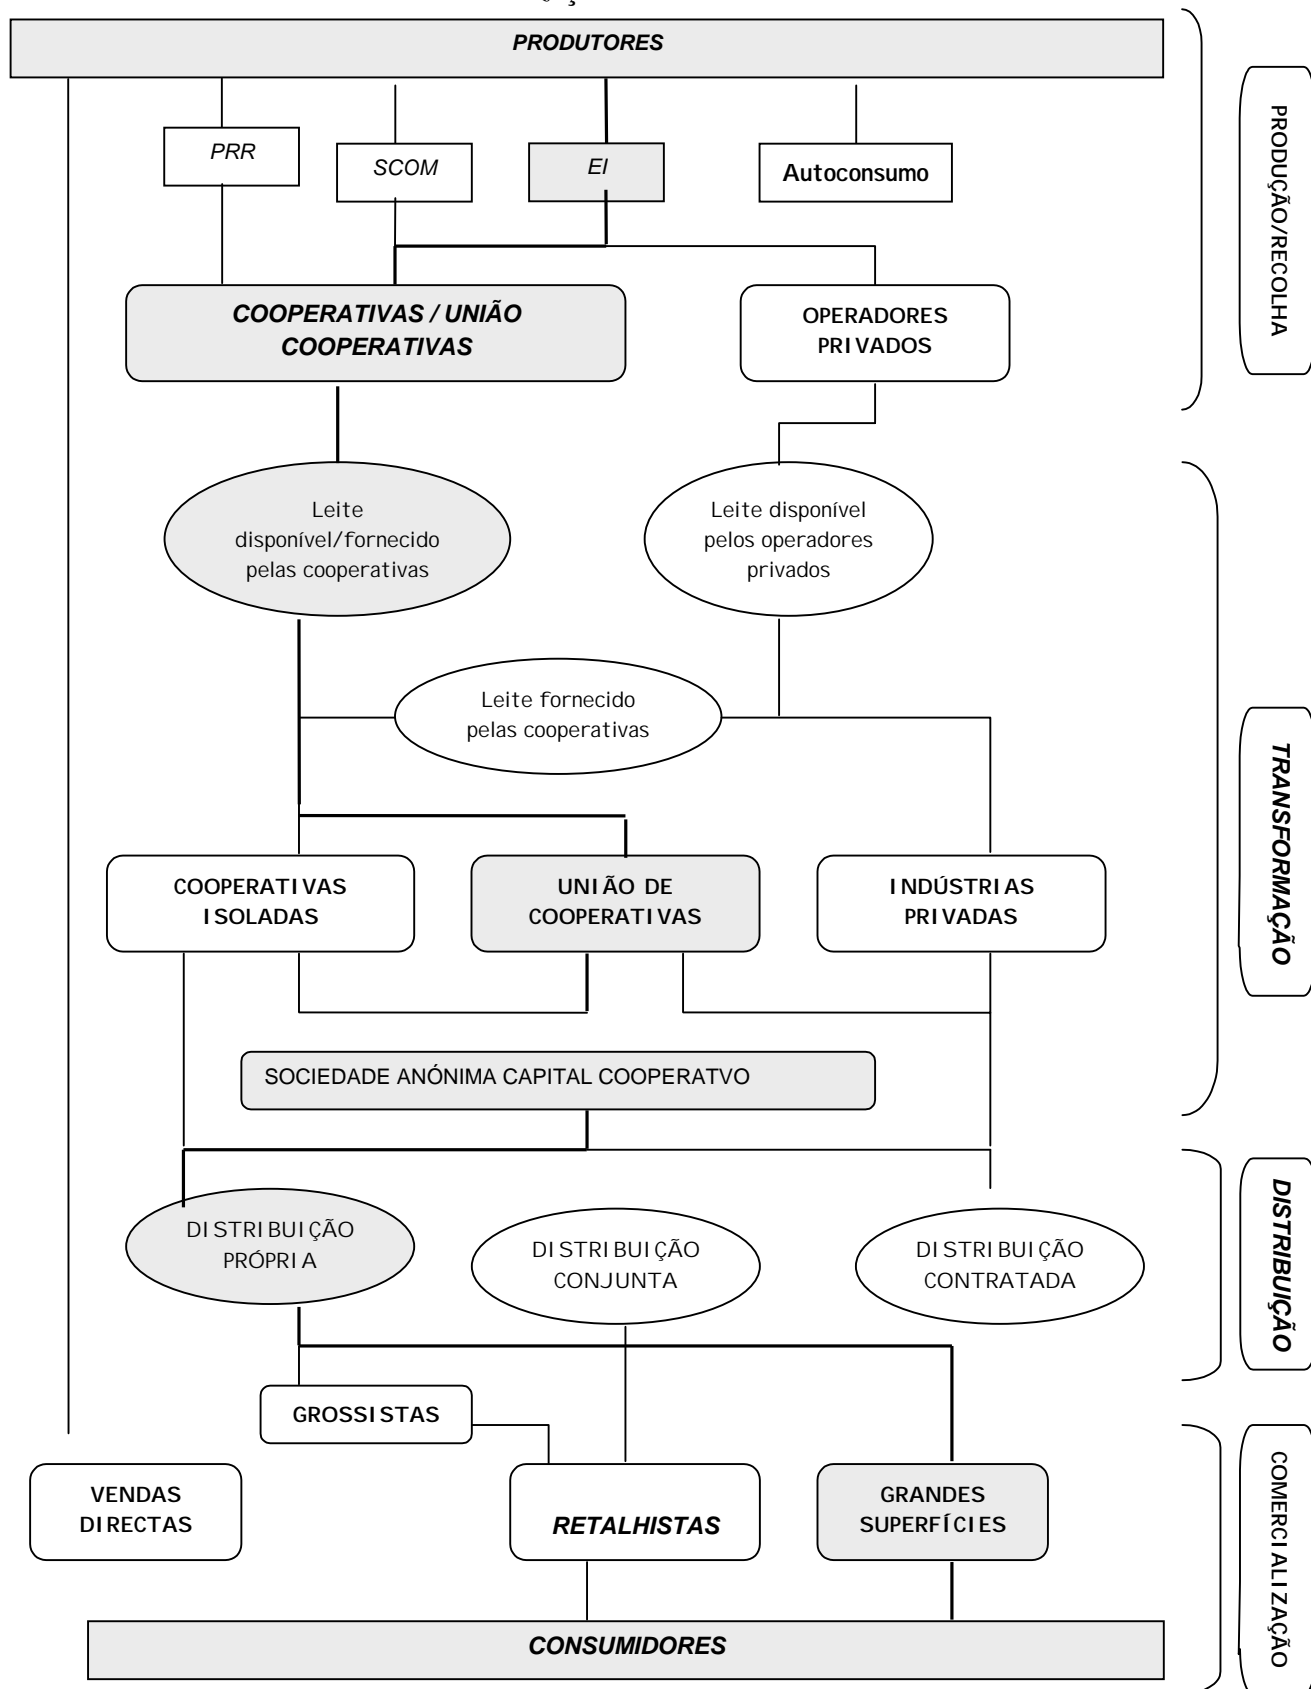 PRODUTORES
PRR
SCOM
EI
Autoconsumo
PRODUÇÃO/RECOLHA
COOPERATIVAS / UNIÃO
COOPERATIVAS
OPERADORES
PRIVADOS
Leite
disponível/fornecido
pelas cooperativas
Leite disponível
pelos operadores
privados
Leite fornecido
pelas cooperativas
TRANSFORMAÇÃO
COOPERATIVAS
ISOLADAS
UNIÃO DE
COOPERATIVAS
INDÚSTRIAS
PRIVADAS
SOCIEDADE ANÓNIMA CAPITAL COOPERATVO
DISTRIBUIÇÃO
PRÓPRIA
DISTRIBUIÇÃO
CONJUNTA
DISTRIBUIÇÃO
CONTRATADA
DISTRIBUIÇÃO
GROSSISTAS
VENDAS
DIRECTAS
RETALHISTAS
GRANDES
SUPERFÍCIES
COMERCIALIZAÇÃO
CONSUMIDORES